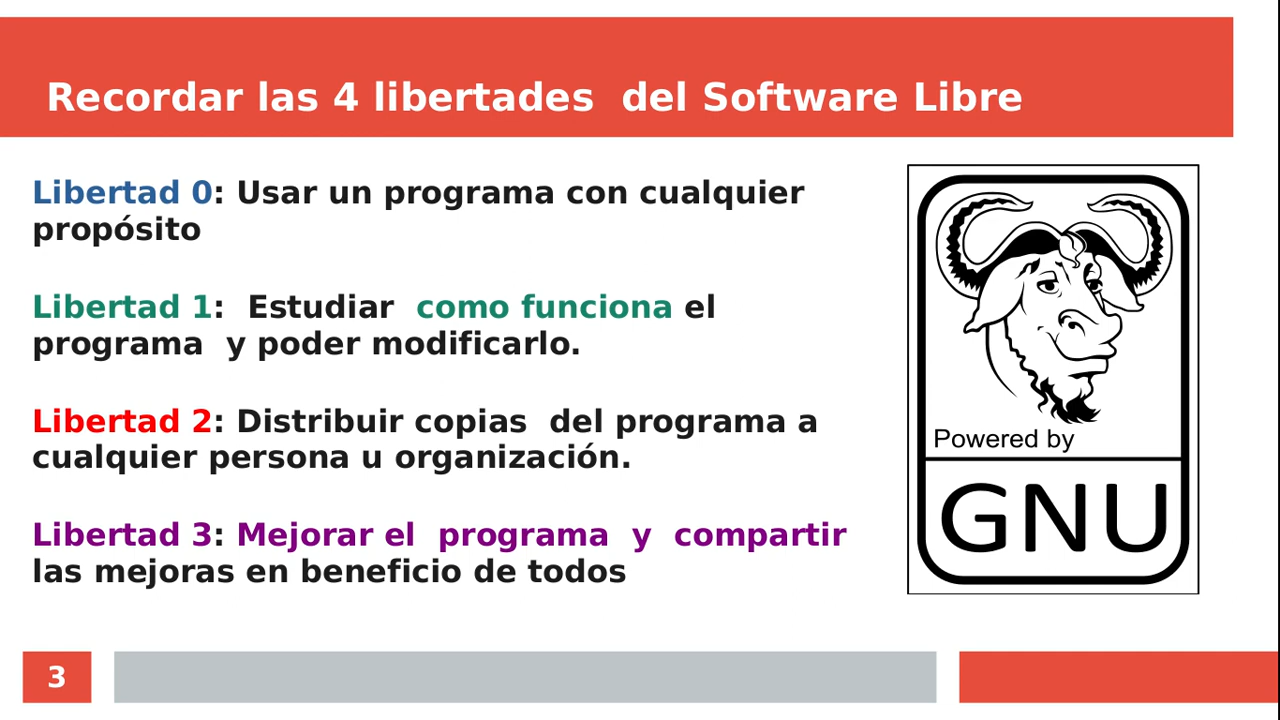 Recordar las 4 libertades  del Software Libre
Libertad 0: Usar un programa con cualquier
propósito
Libertad 1:  Estudiar  como funciona el
programa  y poder modificarlo.
Libertad 2: Distribuir copias  del programa a
cualquier persona u organización.
Libertad 3: Mejorar el  programa  y  compartir
las mejoras en beneficio de todos
Powered by
GNU
3